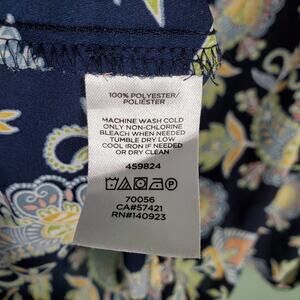 100% POLYESTER/
POLIESTER
MACHINE WASH COLD
ONLY NON-CHLORINE
BLEACH WHEN NEEDED
TUMBLE DRY LOW
COOL IRON IF NEEDED
OR DRY CLEAN
459824
70056
CA#57421
RN#140923